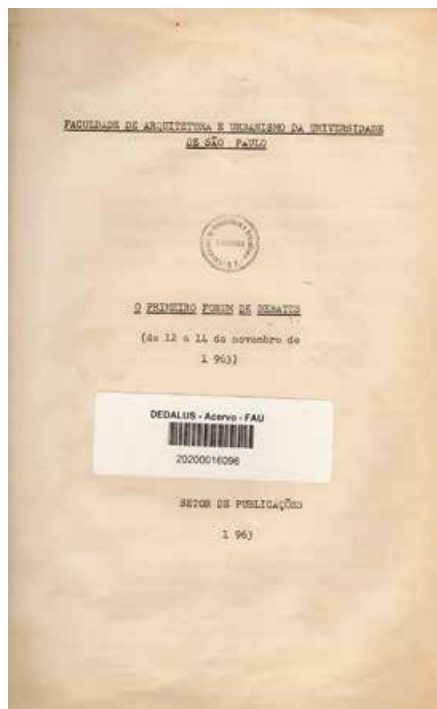 FACULDADE DE ARQUITETURA E URBANISMO DA UNIVERSIDADE
DE SÃO PAULO
O PRIMEIRO FORUM DE DEBATES
(de 12 a 14 de novembro de
1 963)
DEDALUS - Acervo - FAU
20200016096
SETOR DE PUBLICAÇÕES
1 963